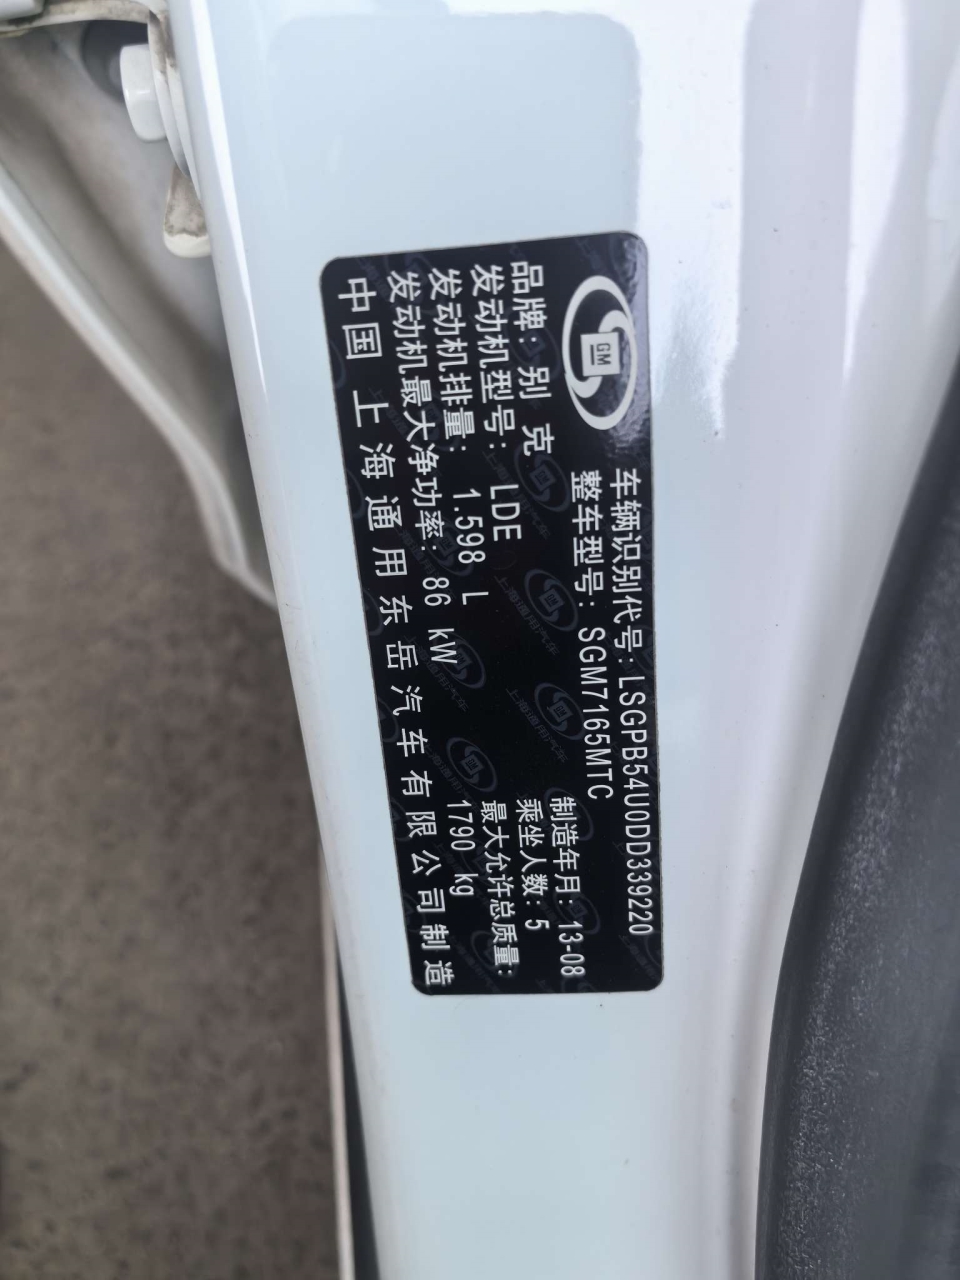 GM
车辆识别代号: LSGPB54U0DD339220
整车型号: SGM7165MTC
品牌: 别克
制造年月: 13-08
发动机型号: LDE
乘坐人数: 5
发动机排量: 1.598 L
最大允许总质量:
发动机最大净功率: 86 kW
1790 kg
中国 上海通用东岳汽车有限公司制造